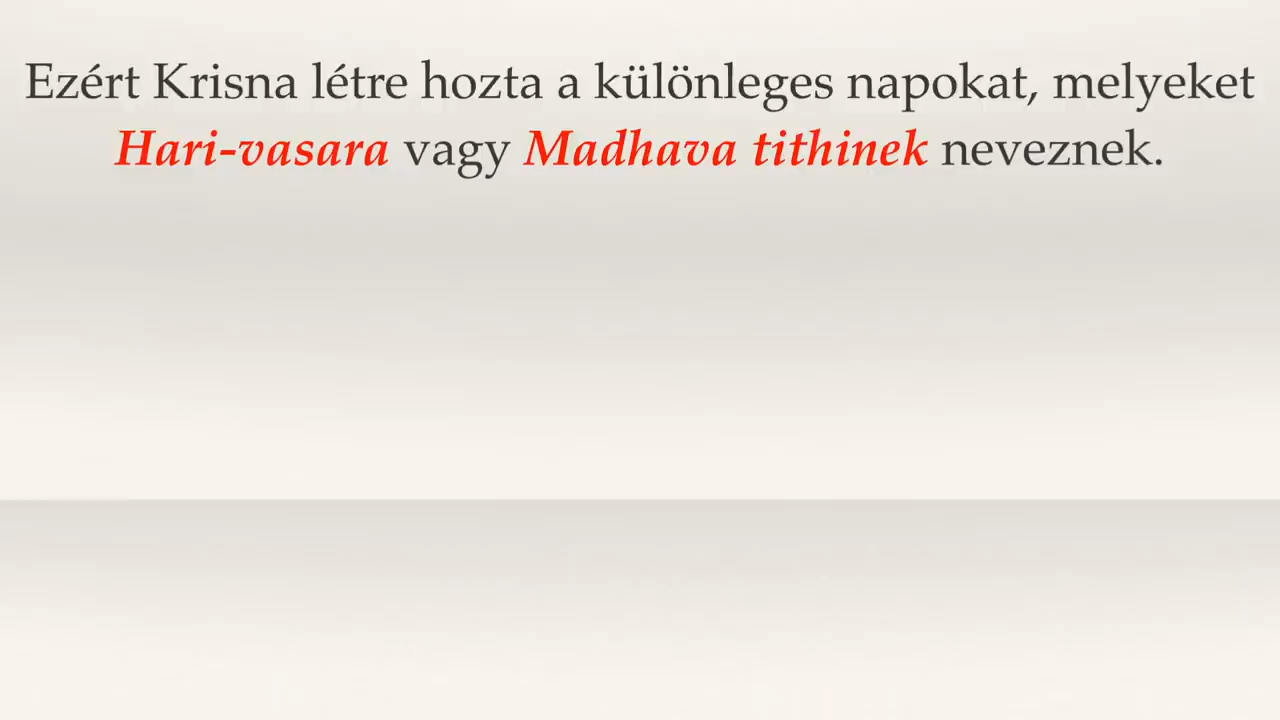 Ezért Krisna létre hozta a különleges napokat, melyeket
Hari-vasara vagy Madhava tithinek neveznek.